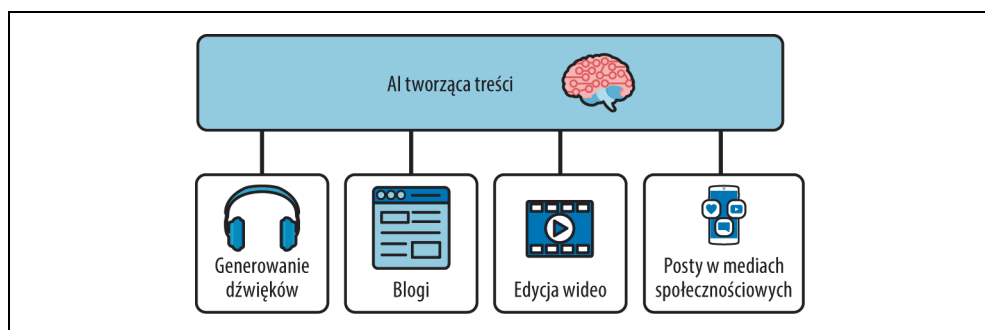 AI tworząca treści
Generowanie
dźwięków
Blogi
Edycja wideo
Posty w mediach
społecznościowych